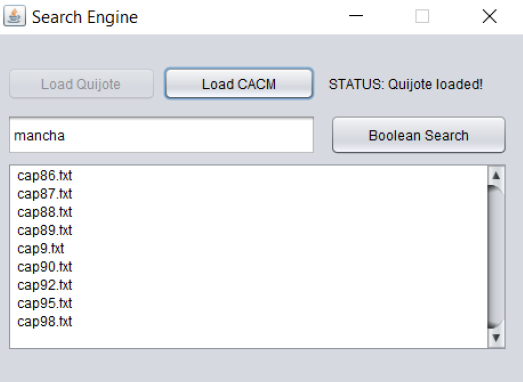 Search Engine
Load Quijote Load CACM STATUS: Quijote loaded!
mancha Boolean Search
cap86.txt
cap87.txt
cap88.txt
cap89.txt
cap9.txt
cap90.txt
cap92.txt
cap95.txt
cap98.txt